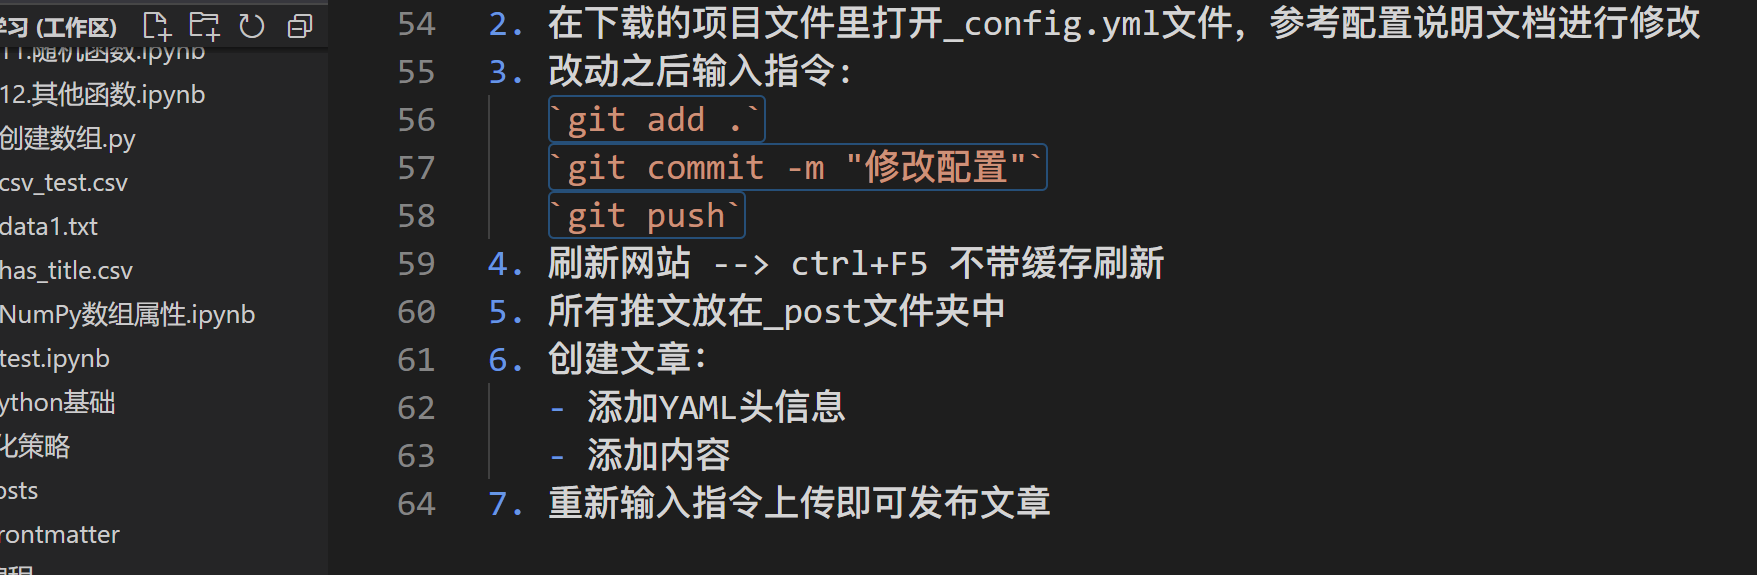 学习 (工作区)
11.随机函数.ipynb
12.其他函数.ipynb
创建数组.py
csv_test.csv
data1.txt
has_title.csv
NumPy数组属性.ipynb
test.ipynb
ython基础
化策略
osts
rontmatter
54 2. 在下载的项目文件里打开_config.yml文件，参考配置说明文档进行修改
55 3. 改动之后输入指令：
56 `git add .`
57 `git commit -m "修改配置"`
58 `git push`
59 4. 刷新网站 --> ctrl+F5 不带缓存刷新
60 5. 所有推文放在_post文件夹中
61 6. 创建文章：
62 - 添加YAML头信息
63 - 添加内容
64 7. 重新输入指令上传即可发布文章